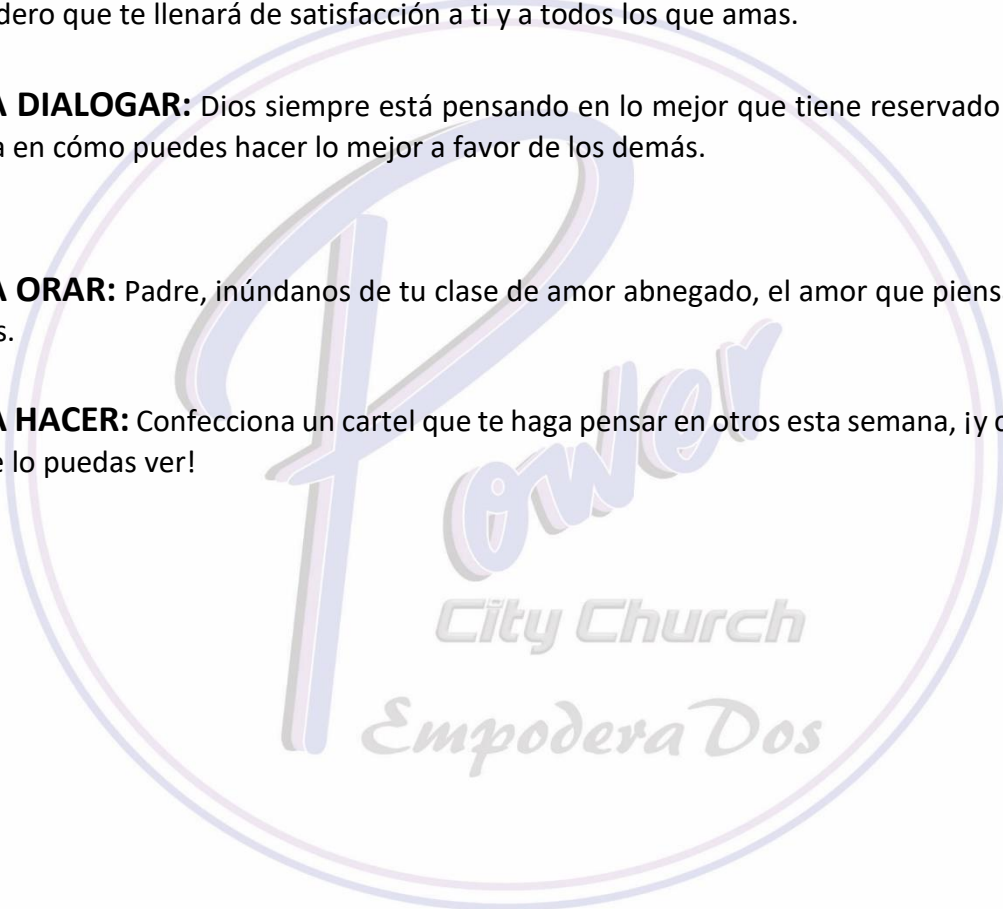 dero que te llenará de satisfacción a ti y a todos los que amas.
A DIALOGAR: Dios siempre está pensando en lo mejor que tiene reservado
a en cómo puedes hacer lo mejor a favor de los demás.
A ORAR: Padre, inúndanos de tu clase de amor abnegado, el amor que piens
s.
A HACER: Confecciona un cartel que te haga pensar en otros esta semana, ¡y c
e lo puedas ver!
Power
City Church
EmpoderaDos